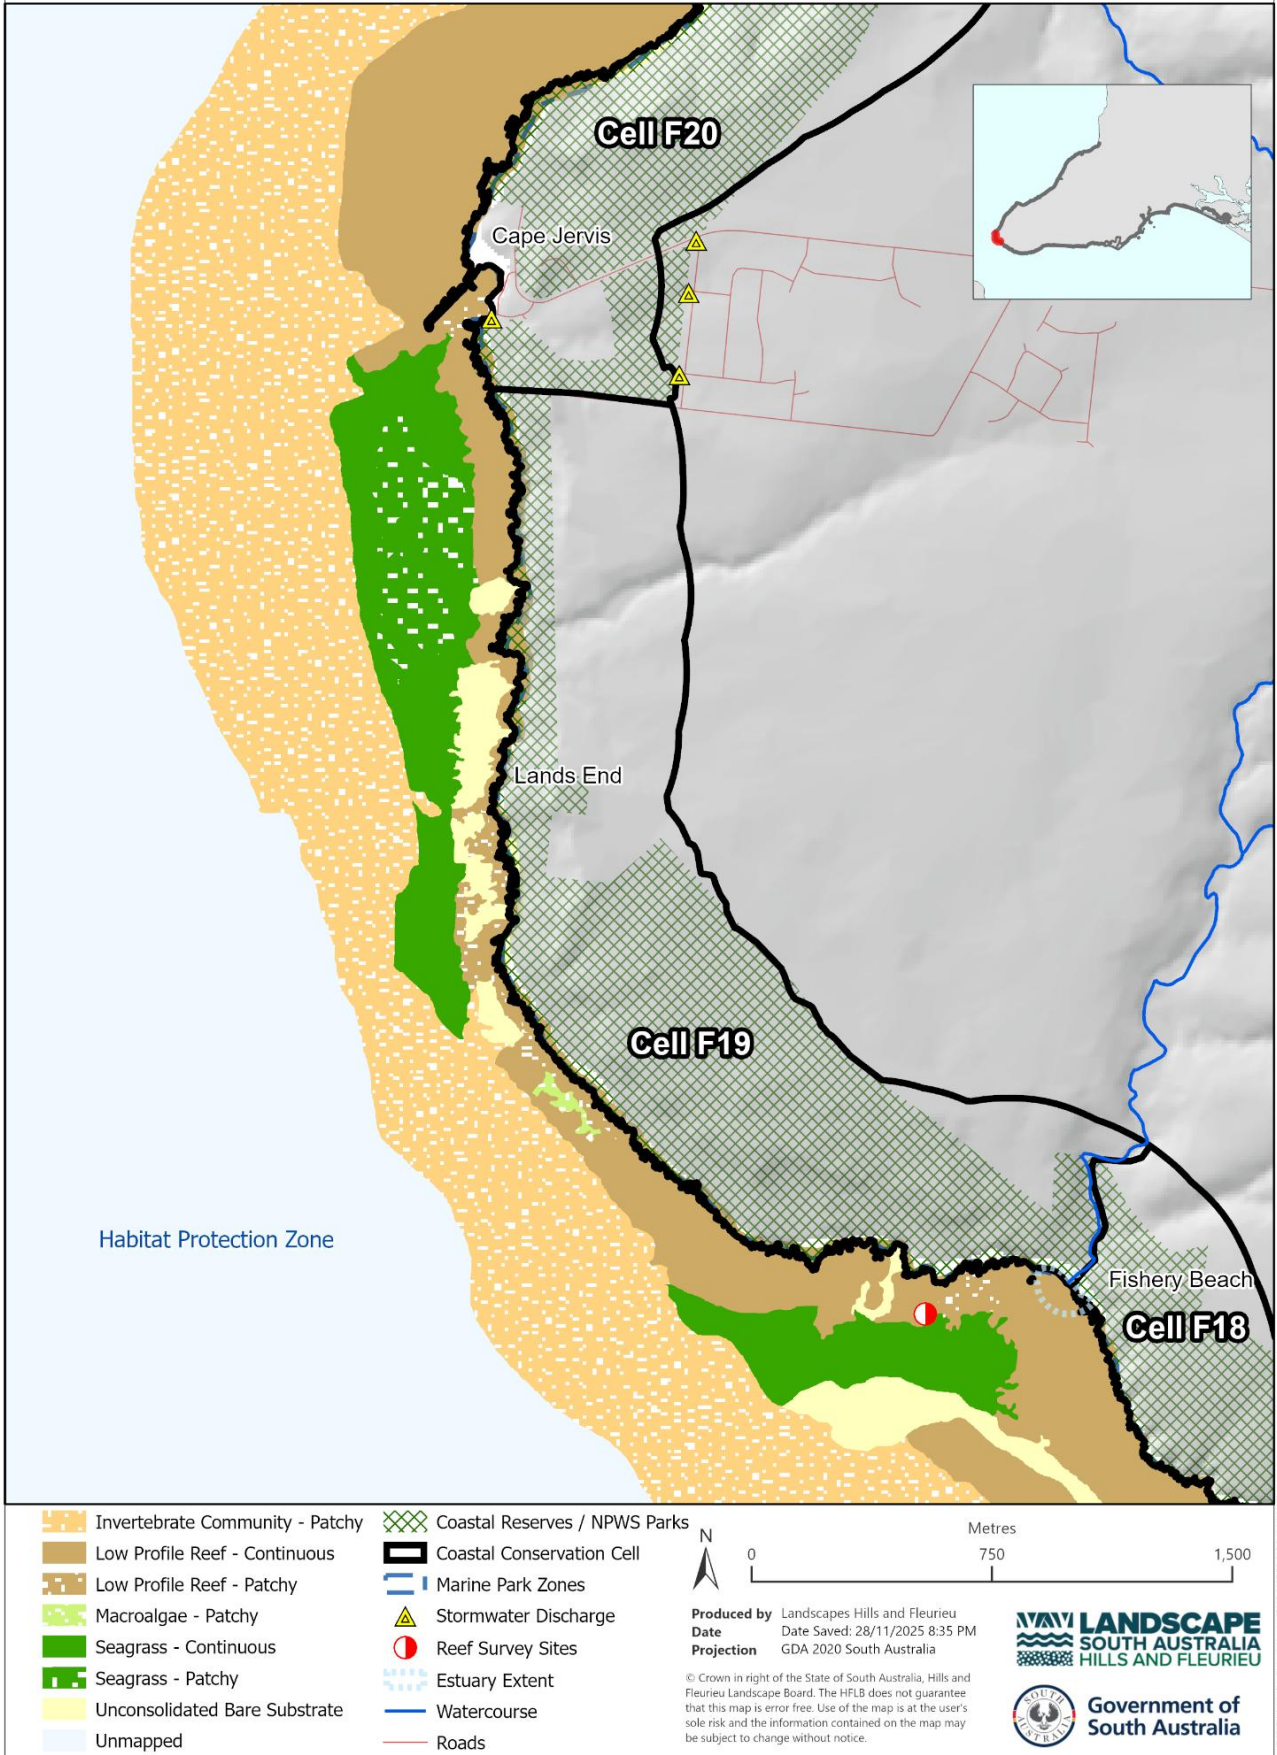 Cell F20
Cape Jervis
Lands End
Cell F19
Habitat Protection Zone
Fishery Beach
Cell F18
Invertebrate Community - Patchy
Low Profile Reef - Continuous
Low Profile Reef - Patchy
Macroalgae - Patchy
Seagrass - Continuous
Seagrass - Patchy
Unconsolidated Bare Substrate
Unmapped
Coastal Reserves / NPWS Parks
Coastal Conservation Cell
Marine Park Zones
Stormwater Discharge
Reef Survey Sites
Estuary Extent
Watercourse
Roads
N
Metres
0 750 1,500
Produced by Landscapes Hills and Fleurieu
Date Date Saved: 28/11/2025 8:35 PM
Projection GDA 2020 South Australia
© Crown in right of the State of South Australia, Hills and
Fleurieu Landscape Board. The HFLB does not guarantee
that this map is error free. Use of the map is at the user's
sole risk and the information contained on the map may
be subject to change without notice.
LANDSCAPE
SOUTH AUSTRALIA
HILLS AND FLEURIEU
SOUTH AUSTRALIA
Government of
South Australia